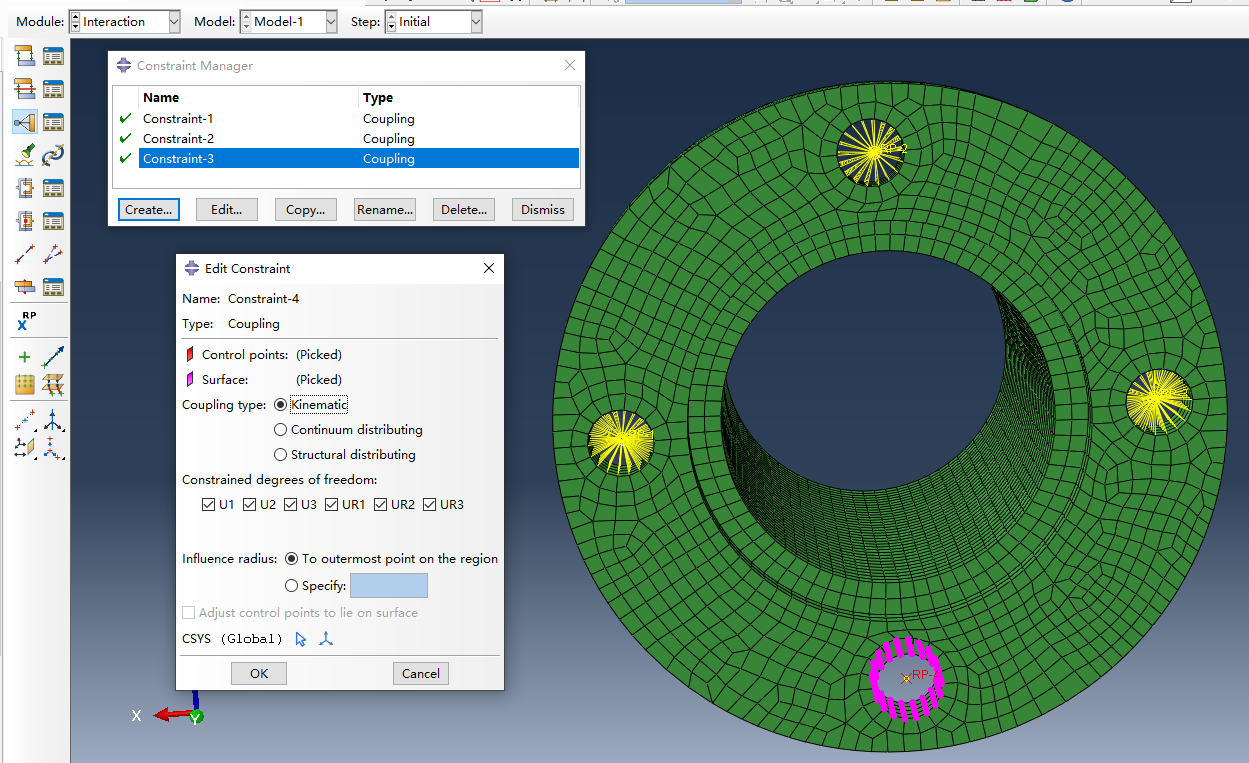 Module: Interaction Model: Model-1 Step: Initial
Constraint Manager
Name Type
Constraint-1 Coupling
Constraint-2 Coupling
Constraint-3 Coupling
Create... Edit... Copy... Rename... Delete... Dismiss
RP-2
Edit Constraint
Name: Constraint-4
Type: Coupling
Control points: (Picked)
Surface: (Picked)
Coupling type: Kinematic
Continuum distributing
Structural distributing
Constrained degrees of freedom:
U1 U2 U3 UR1 UR2 UR3
Influence radius: To outermost point on the region
Specify:
Adjust control points to lie on surface
CSYS (Global)
OK Cancel
RP
X
X
Y